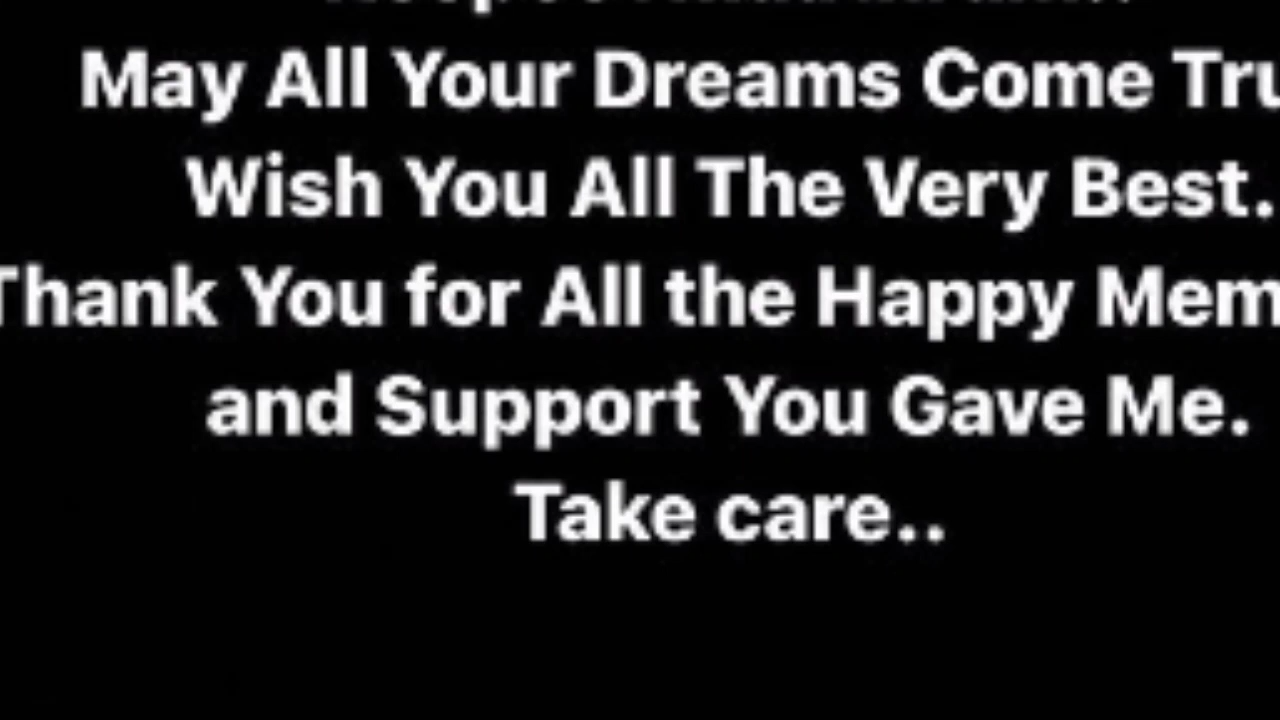 May All Your Dreams Come Tru
Wish You All The Very Best.
Thank You for All the Happy Mem
and Support You Gave Me.
Take care..